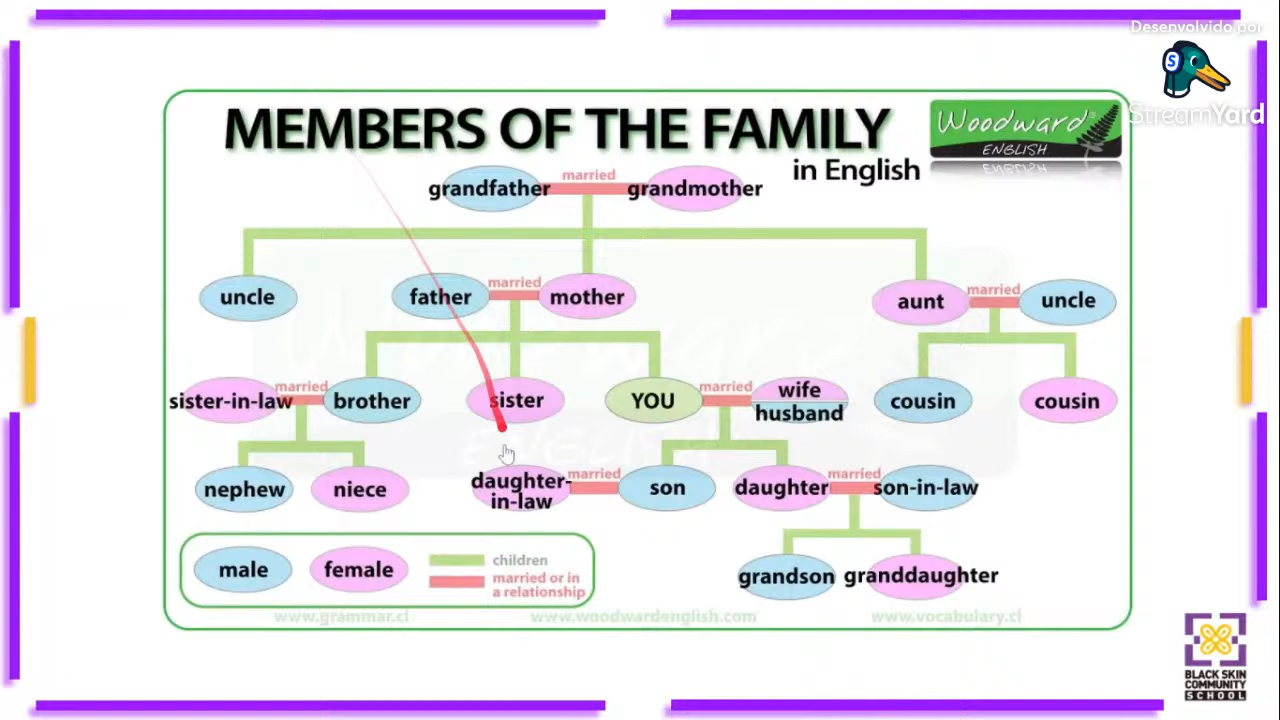 Desenvolvido por
StreamYard
MEMBERS OF THE FAMILY
in English
Woodward®
ENGLISH
grandfather married grandmother
uncle father married mother aunt married uncle
sister-in-law married brother sister YOU married wife
husband
cousin cousin
nephew niece daughter-
in-law married son daughter married son-in-law
grandson granddaughter
male female children
married or in
a relationship
www.grammar.cl www.woodwardenglish.com www.vocabulary.cl
BLACK SKIN
COMMUNITY
SCHOOL